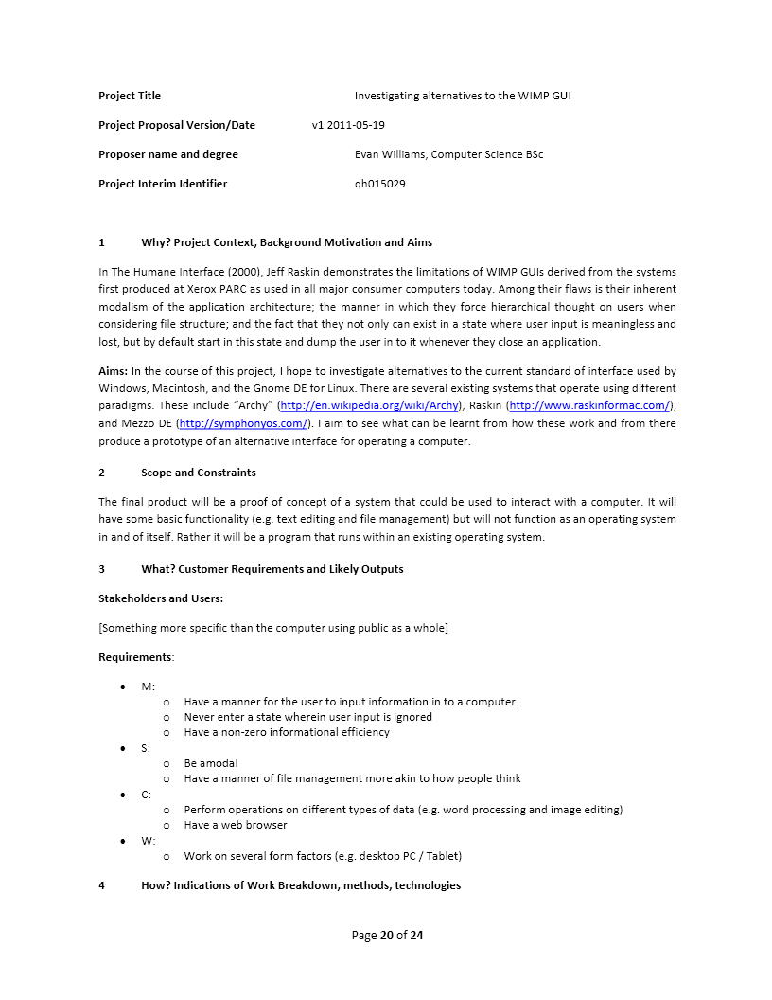 Project Title Investigating alternatives to the WIMP GUI
Project Proposal Version/Date v1 2011-05-19
Proposer name and degree Evan Williams, Computer Science BSc
Project Interim Identifier qh015029
1 Why? Project Context, Background Motivation and Aims
In The Humane Interface (2000), Jeff Raskin demonstrates the limitations of WIMP GUIs derived from the systems
first produced at Xerox PARC as used in all major consumer computers today. Among their flaws is their inherent
modalism of the application architecture; the manner in which they force hierarchical thought on users when
considering file structure; and the fact that they not only can exist in a state where user input is meaningless and
lost, but by default start in this state and dump the user in to it whenever they close an application.
Aims: In the course of this project, I hope to investigate alternatives to the current standard of interface used by
Windows, Macintosh, and the Gnome DE for Linux. There are several existing systems that operate using different
paradigms. These include “Archy” (http://en.wikipedia.org/wiki/Archy), Raskin (http://www.raskinformac.com/),
and Mezzo DE (http://symphonyos.com/). I aim to see what can be learnt from how these work and from there
produce a prototype of an alternative interface for operating a computer.
2 Scope and Constraints
The final product will be a proof of concept of a system that could be used to interact with a computer. It will
have some basic functionality (e.g. text editing and file management) but will not function as an operating system
in and of itself. Rather it will be a program that runs within an existing operating system.
3 What? Customer Requirements and Likely Outputs
Stakeholders and Users:
[Something more specific than the computer using public as a whole]
Requirements:
• M:
o Have a manner for the user to input information in to a computer.
o Never enter a state wherein user input is ignored
o Have a non-zero informational efficiency
• S:
o Be amodal
o Have a manner of file management more akin to how people think
• C:
o Perform operations on different types of data (e.g. word processing and image editing)
o Have a web browser
• W:
o Work on several form factors (e.g. desktop PC / Tablet)
4 How? Indications of Work Breakdown, methods, technologies
Page 20 of 24